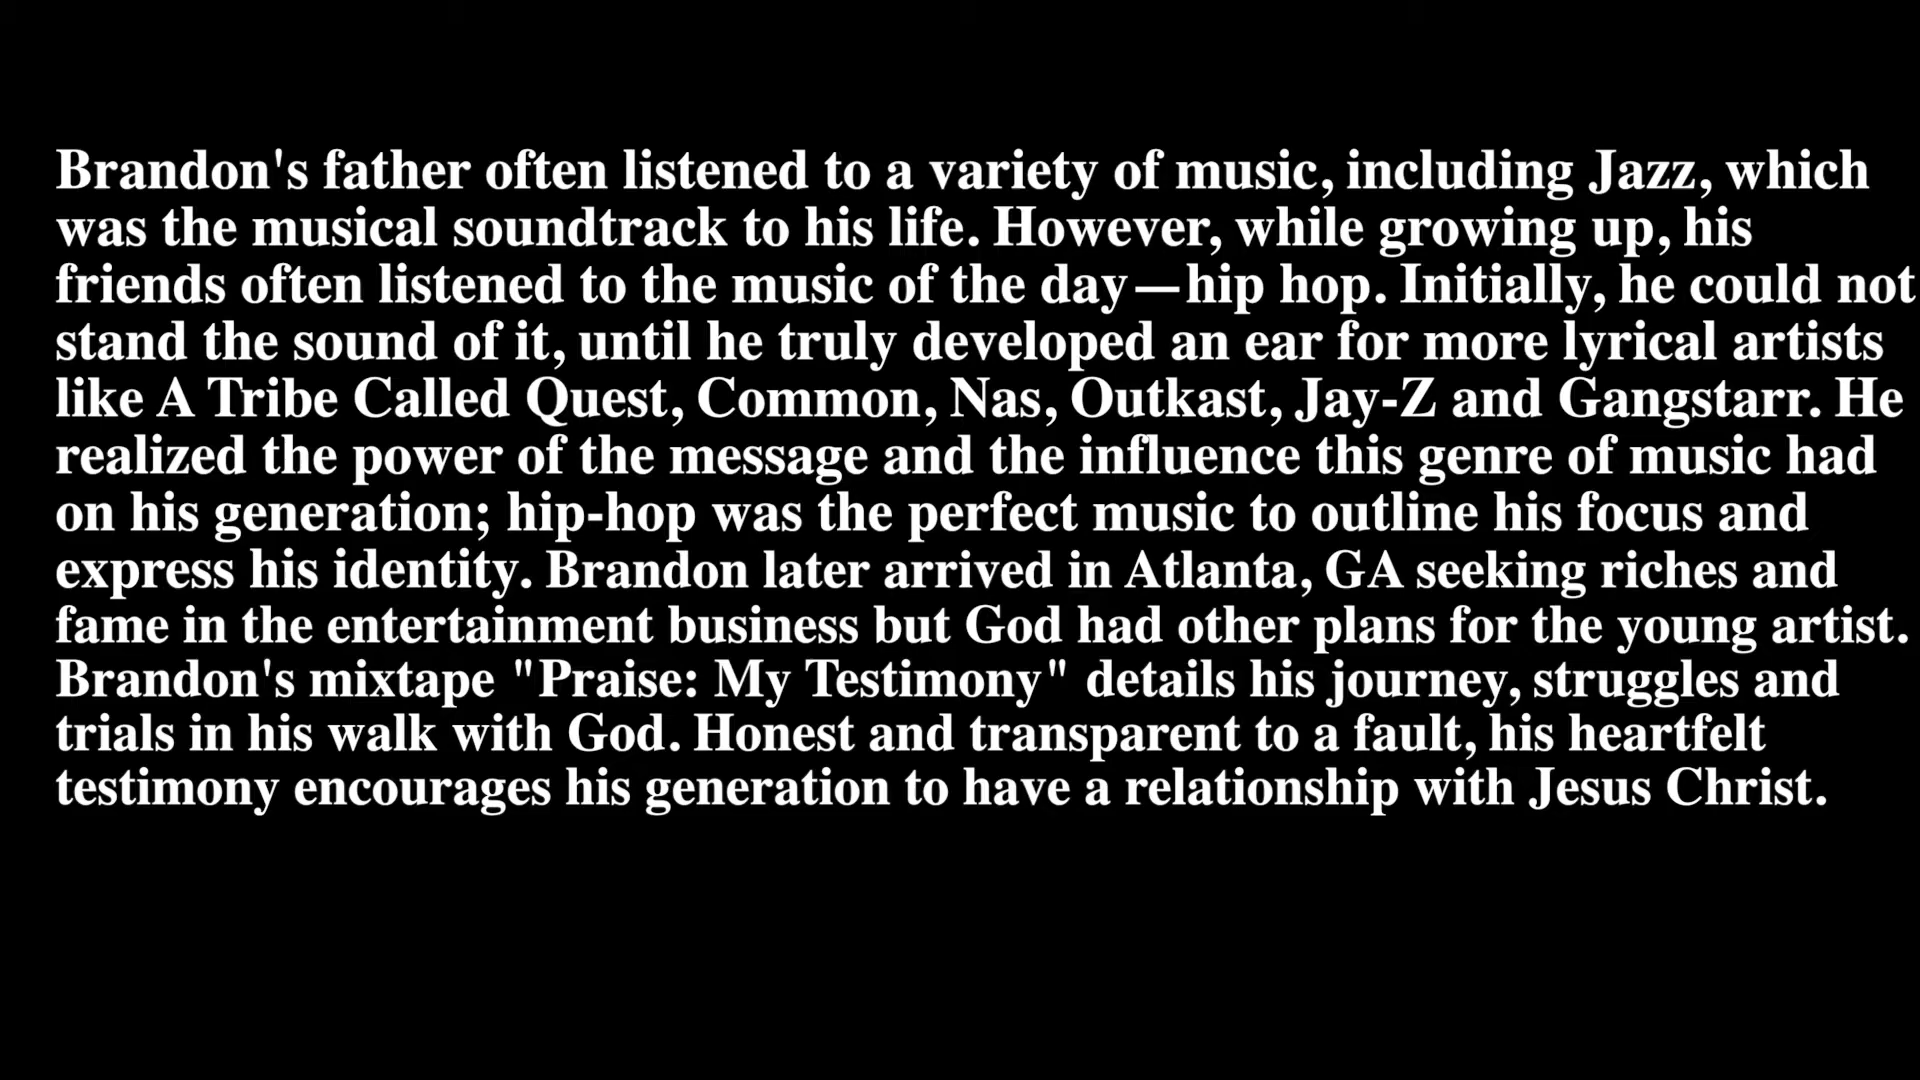 Brandon's father often listened to a variety of music, including Jazz, which
was the musical soundtrack to his life. However, while growing up, his
friends often listened to the music of the day—hip hop. Initially, he could not
stand the sound of it, until he truly developed an ear for more lyrical artists
like A Tribe Called Quest, Common, Nas, Outkast, Jay-Z and Gangstarr. He
realized the power of the message and the influence this genre of music had
on his generation; hip-hop was the perfect music to outline his focus and
express his identity. Brandon later arrived in Atlanta, GA seeking riches and
fame in the entertainment business but God had other plans for the young artist.
Brandon's mixtape "Praise: My Testimony" details his journey, struggles and
trials in his walk with God. Honest and transparent to a fault, his heartfelt
testimony encourages his generation to have a relationship with Jesus Christ.